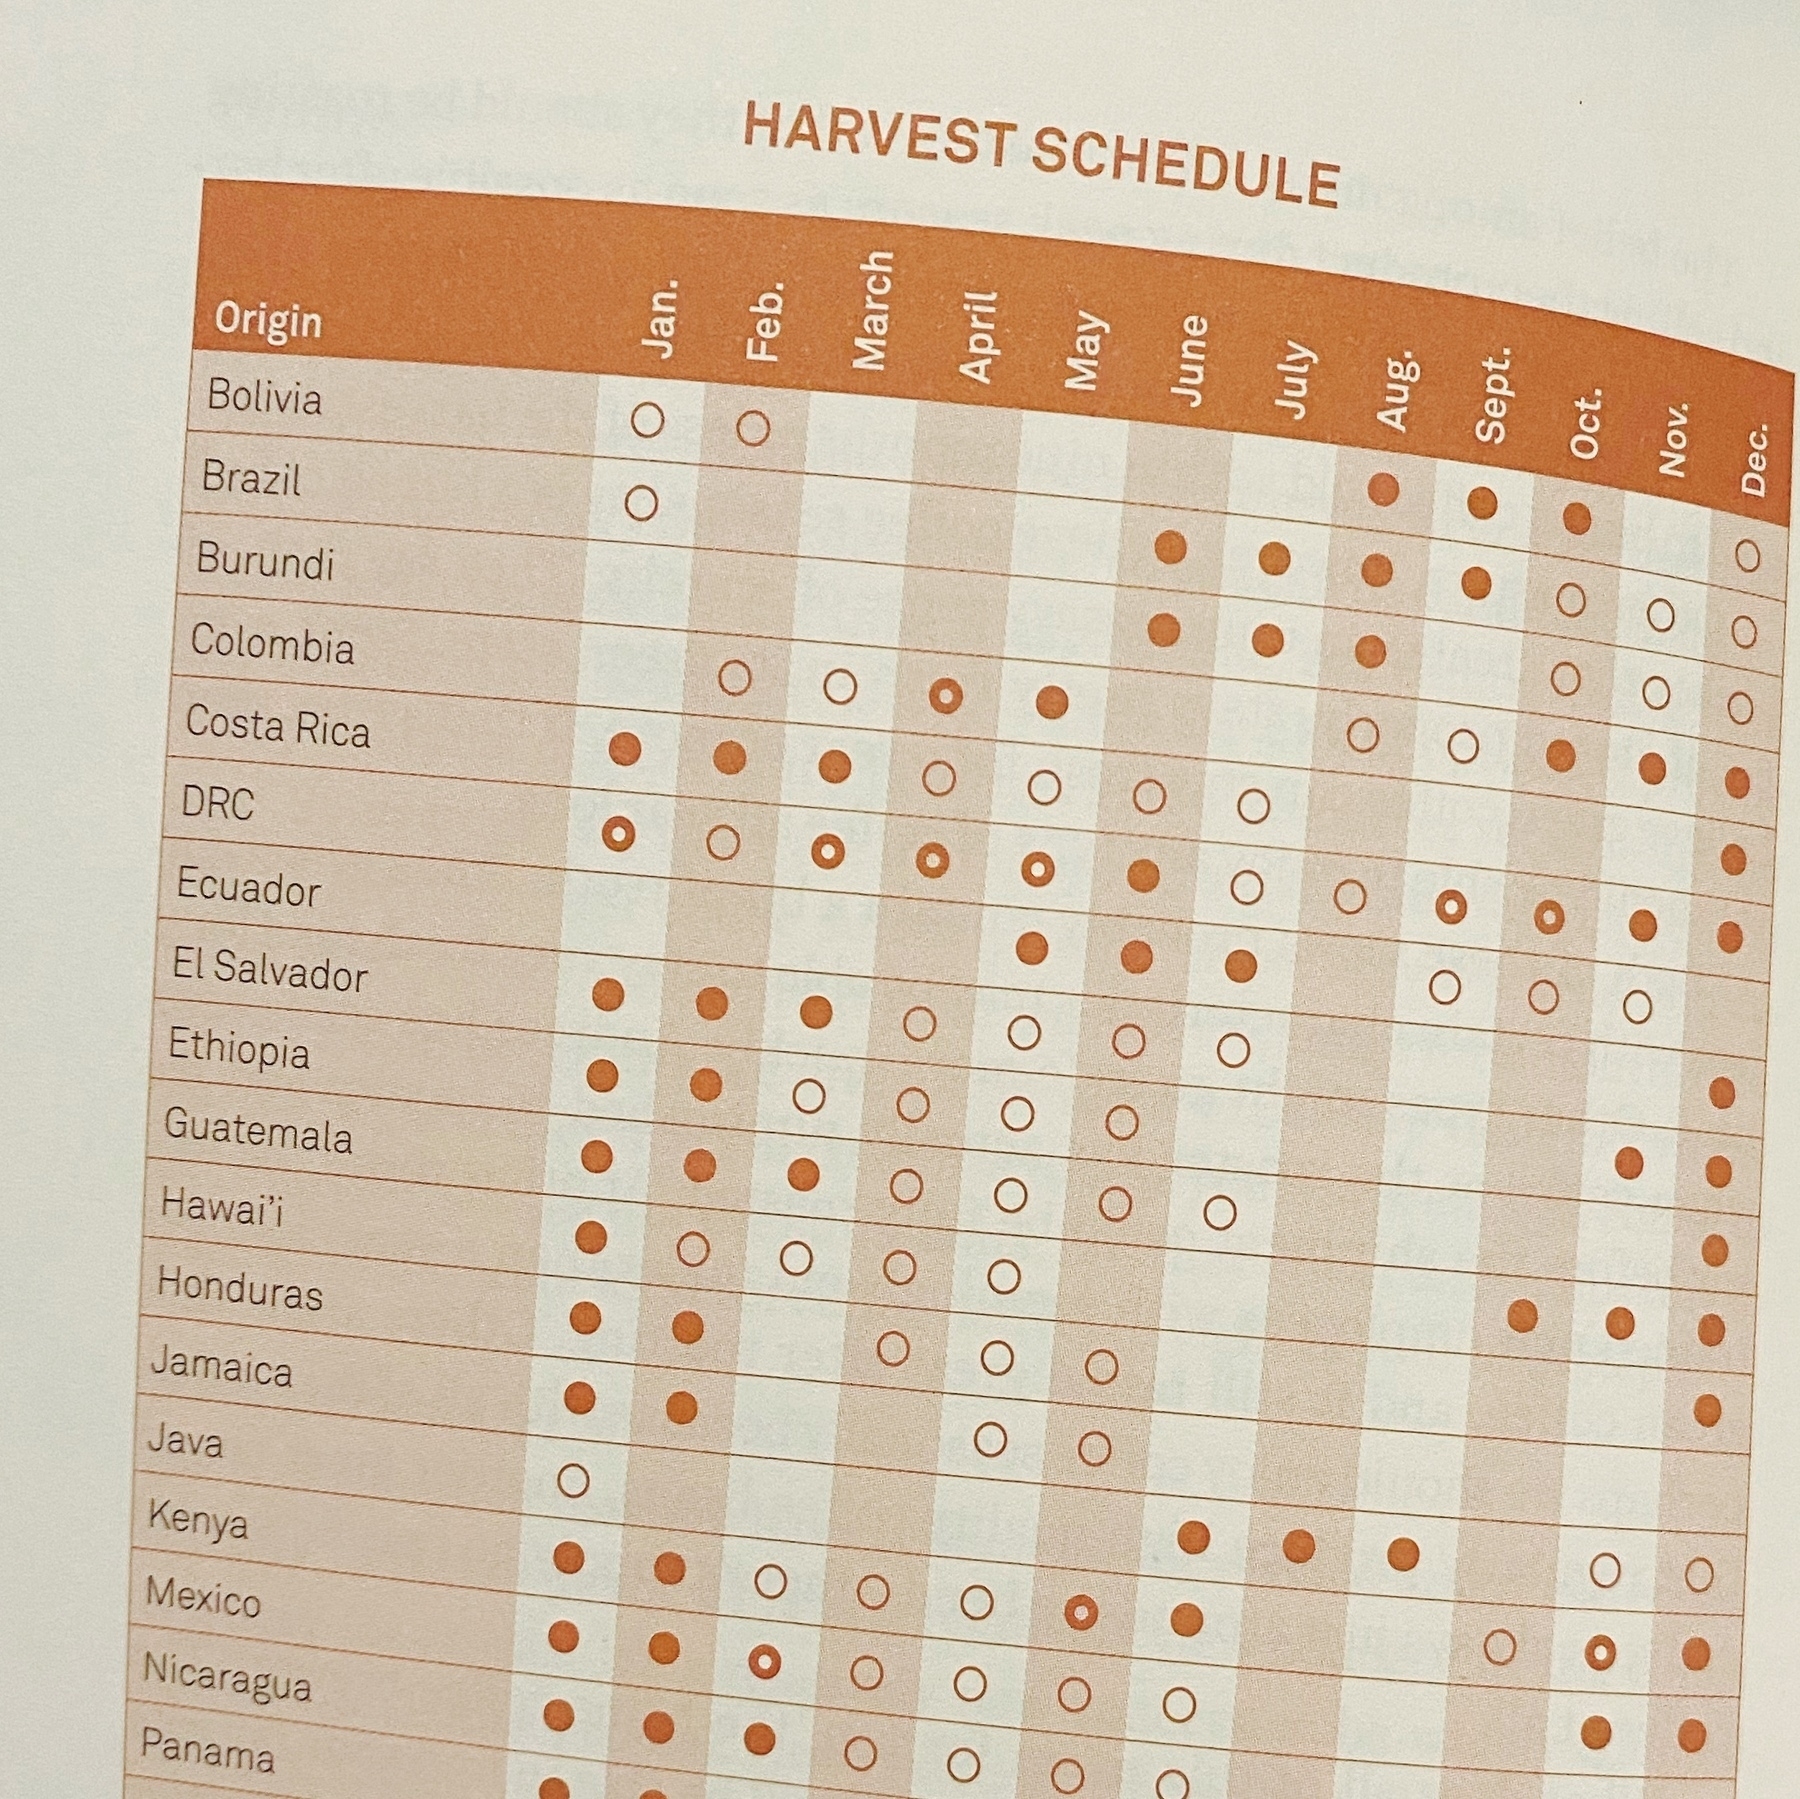 HARVEST SCHEDULE
Origin Jan. Feb. March April May June July Aug. Sept. Oct. Nov. Dec.
Bolivia
Brazil
Burundi
Colombia
Costa Rica
DRC
Ecuador
El Salvador
Ethiopia
Guatemala
Hawai’i
Honduras
Jamaica
Java
Kenya
Mexico
Nicaragua
Panama